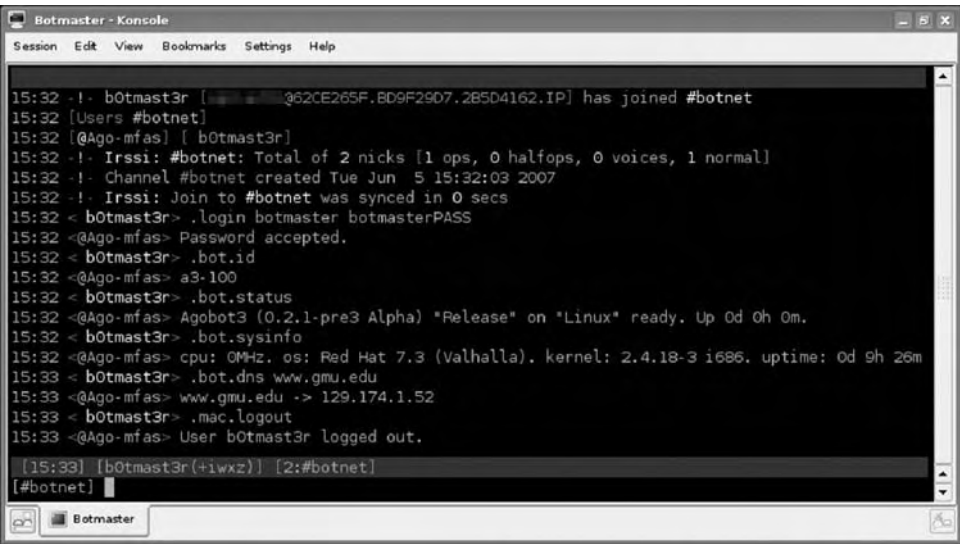 Botmaster - Konsole
Session Edit View Bookmarks Settings Help
15:32 -!- b0tmast3r [ @62CE265F.BD9F29D7.2B5D4162.IP] has joined #botnet
15:32 [Users #botnet]
15:32 [@Ago-mfas] [ b0tmast3r]
15:32 -!- Irssi: #botnet: Total of 2 nicks [1 ops, 0 halfops, 0 voices, 1 normal]
15:32 -!- Channel #botnet created Tue Jun 5 15:32:03 2007
15:32 -!- Irssi: Join to #botnet was synced in 0 secs
15:32 < b0tmast3r> .login botmaster botmasterPASS
15:32 <@Ago-mfas> Password accepted.
15:32 < b0tmast3r> .bot.id
15:32 <@Ago-mfas> a3-100
15:32 < b0tmast3r> .bot.status
15:32 <@Ago-mfas> Agobot3 (0.2.1-pre3 Alpha) "Release" on "Linux" ready. Up 0d 0h 0m.
15:32 < b0tmast3r> .bot.sysinfo
15:32 <@Ago-mfas> cpu: 0MHz. os: Red Hat 7.3 (Valhalla). kernel: 2.4.18-3 i686. uptime: 0d 9h 26m
15:33 < b0tmast3r> .bot.dns www.gmu.edu
15:33 <@Ago-mfas> www.gmu.edu -> 129.174.1.52
15:33 < b0tmast3r> .mac.logout
15:33 <@Ago-mfas> User b0tmast3r logged out.
[15:33] [b0tmast3r(+iwxz)] [2:#botnet]
[#botnet]
Botmaster